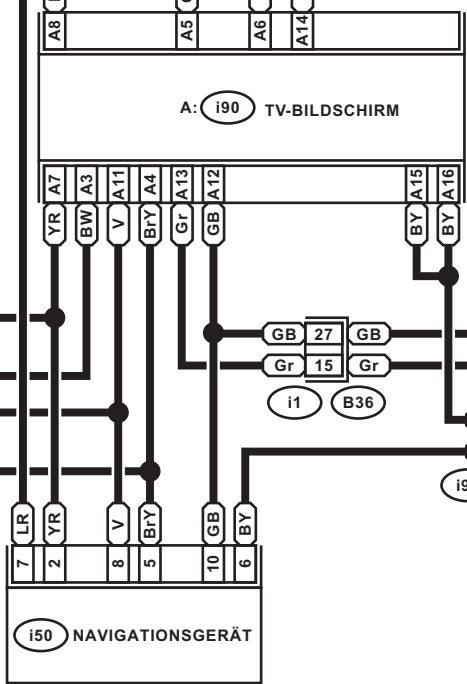 A8 A5 A6 A14
A: i90 TV-BILDSCHIRM
A7 A3 A11 A4 A13 A12 A15 A16
YR BW V BrY Gr GB BY BY
GB 27 GB
Gr 15 Gr
i1 B36
LR YR V BrY GB BY
7 2 8 5 10 6
i50 NAVIGATIONSGERÄT